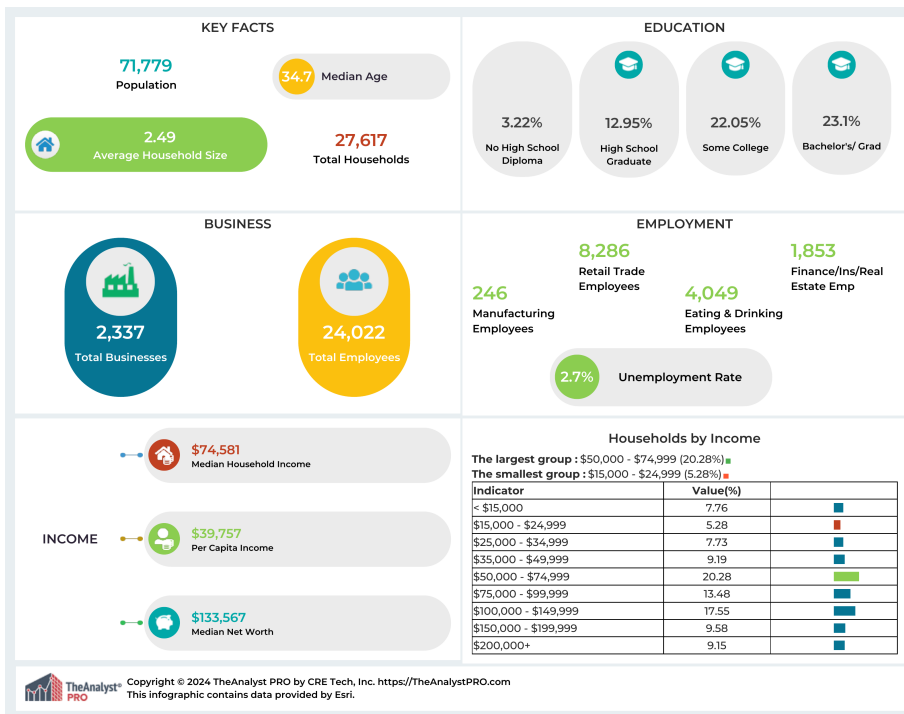 KEY FACTS
71,779
Population
34.7 Median Age
2.49
Average Household Size
27,617
Total Households
EDUCATION
3.22%
No High School
Diploma
12.95%
High School
Graduate
22.05%
Some College
23.1%
Bachelor's/ Grad
BUSINESS
2,337
Total Businesses
24,022
Total Employees
EMPLOYMENT
246
Manufacturing
Employees
8,286
Retail Trade
Employees
4,049
Eating & Drinking
Employees
1,853
Finance/Ins/Real
Estate Emp
2.7% Unemployment Rate
INCOME
$74,581
Median Household Income
$39,757
Per Capita Income
$133,567
Median Net Worth
Households by Income
The largest group : $50,000 - $74,999 (20.28%)
The smallest group : $15,000 - $24,999 (5.28%)
Indicator Value(%)
< $15,000 7.76
$15,000 - $24,999 5.28
$25,000 - $34,999 7.73
$35,000 - $49,999 9.19
$50,000 - $74,999 20.28
$75,000 - $99,999 13.48
$100,000 - $149,999 17.55
$150,000 - $199,999 9.58
$200,000+ 9.15
TheAnalyst®
PRO
Copyright © 2024 TheAnalyst PRO by CRE Tech, Inc. https://TheAnalystPRO.com
This infographic contains data provided by Esri.